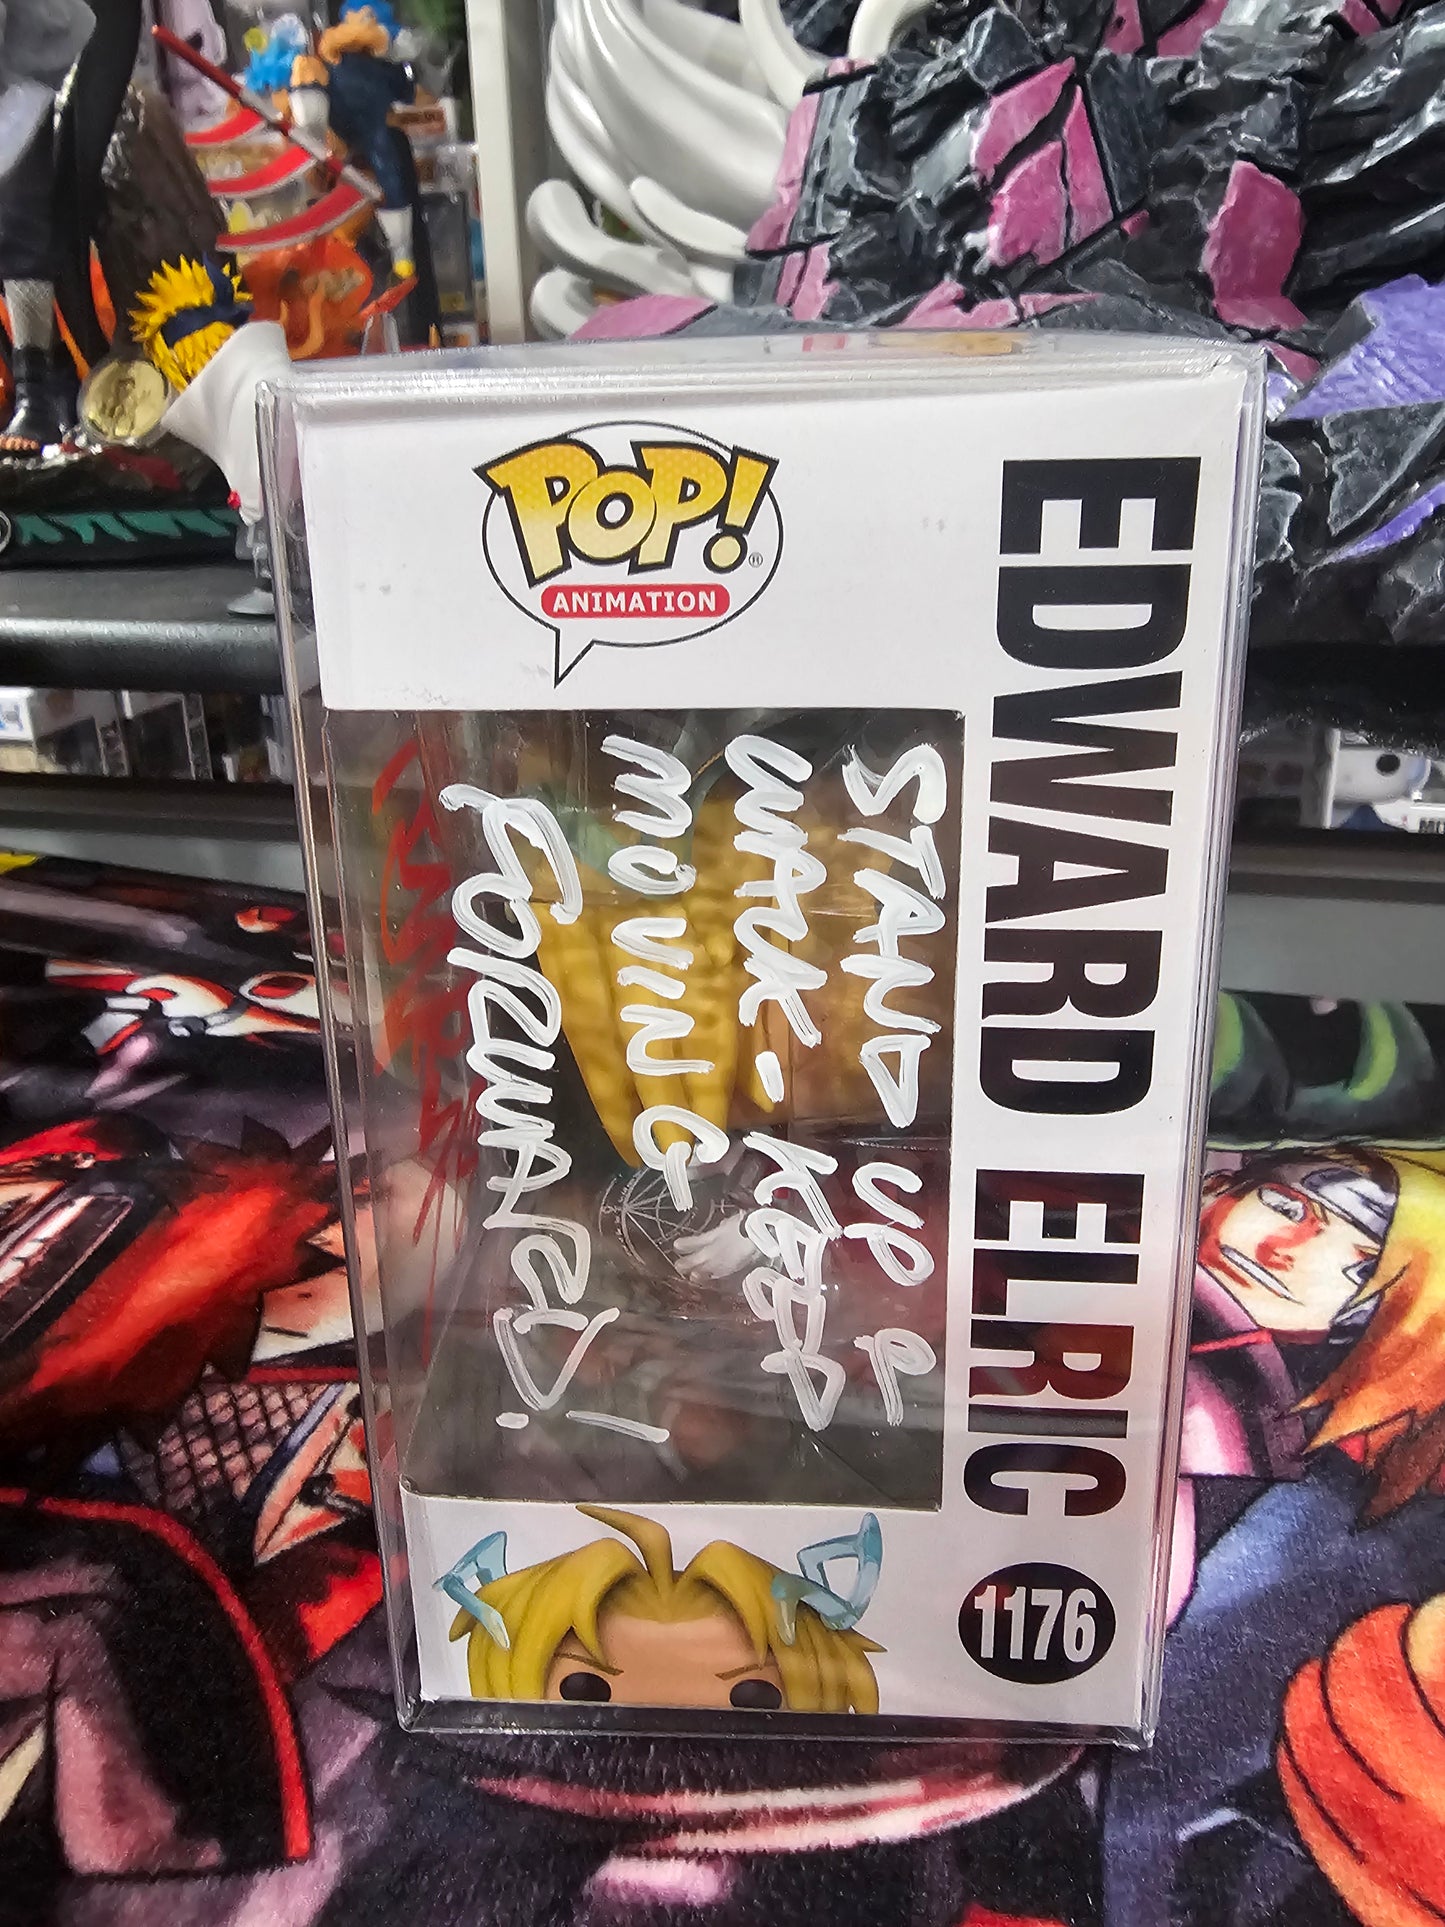 POP!
®
ANIMATION
EDWARD ELRIC
1176
STAND UP &
WALK - KEEP
MOVING
FORWARD!